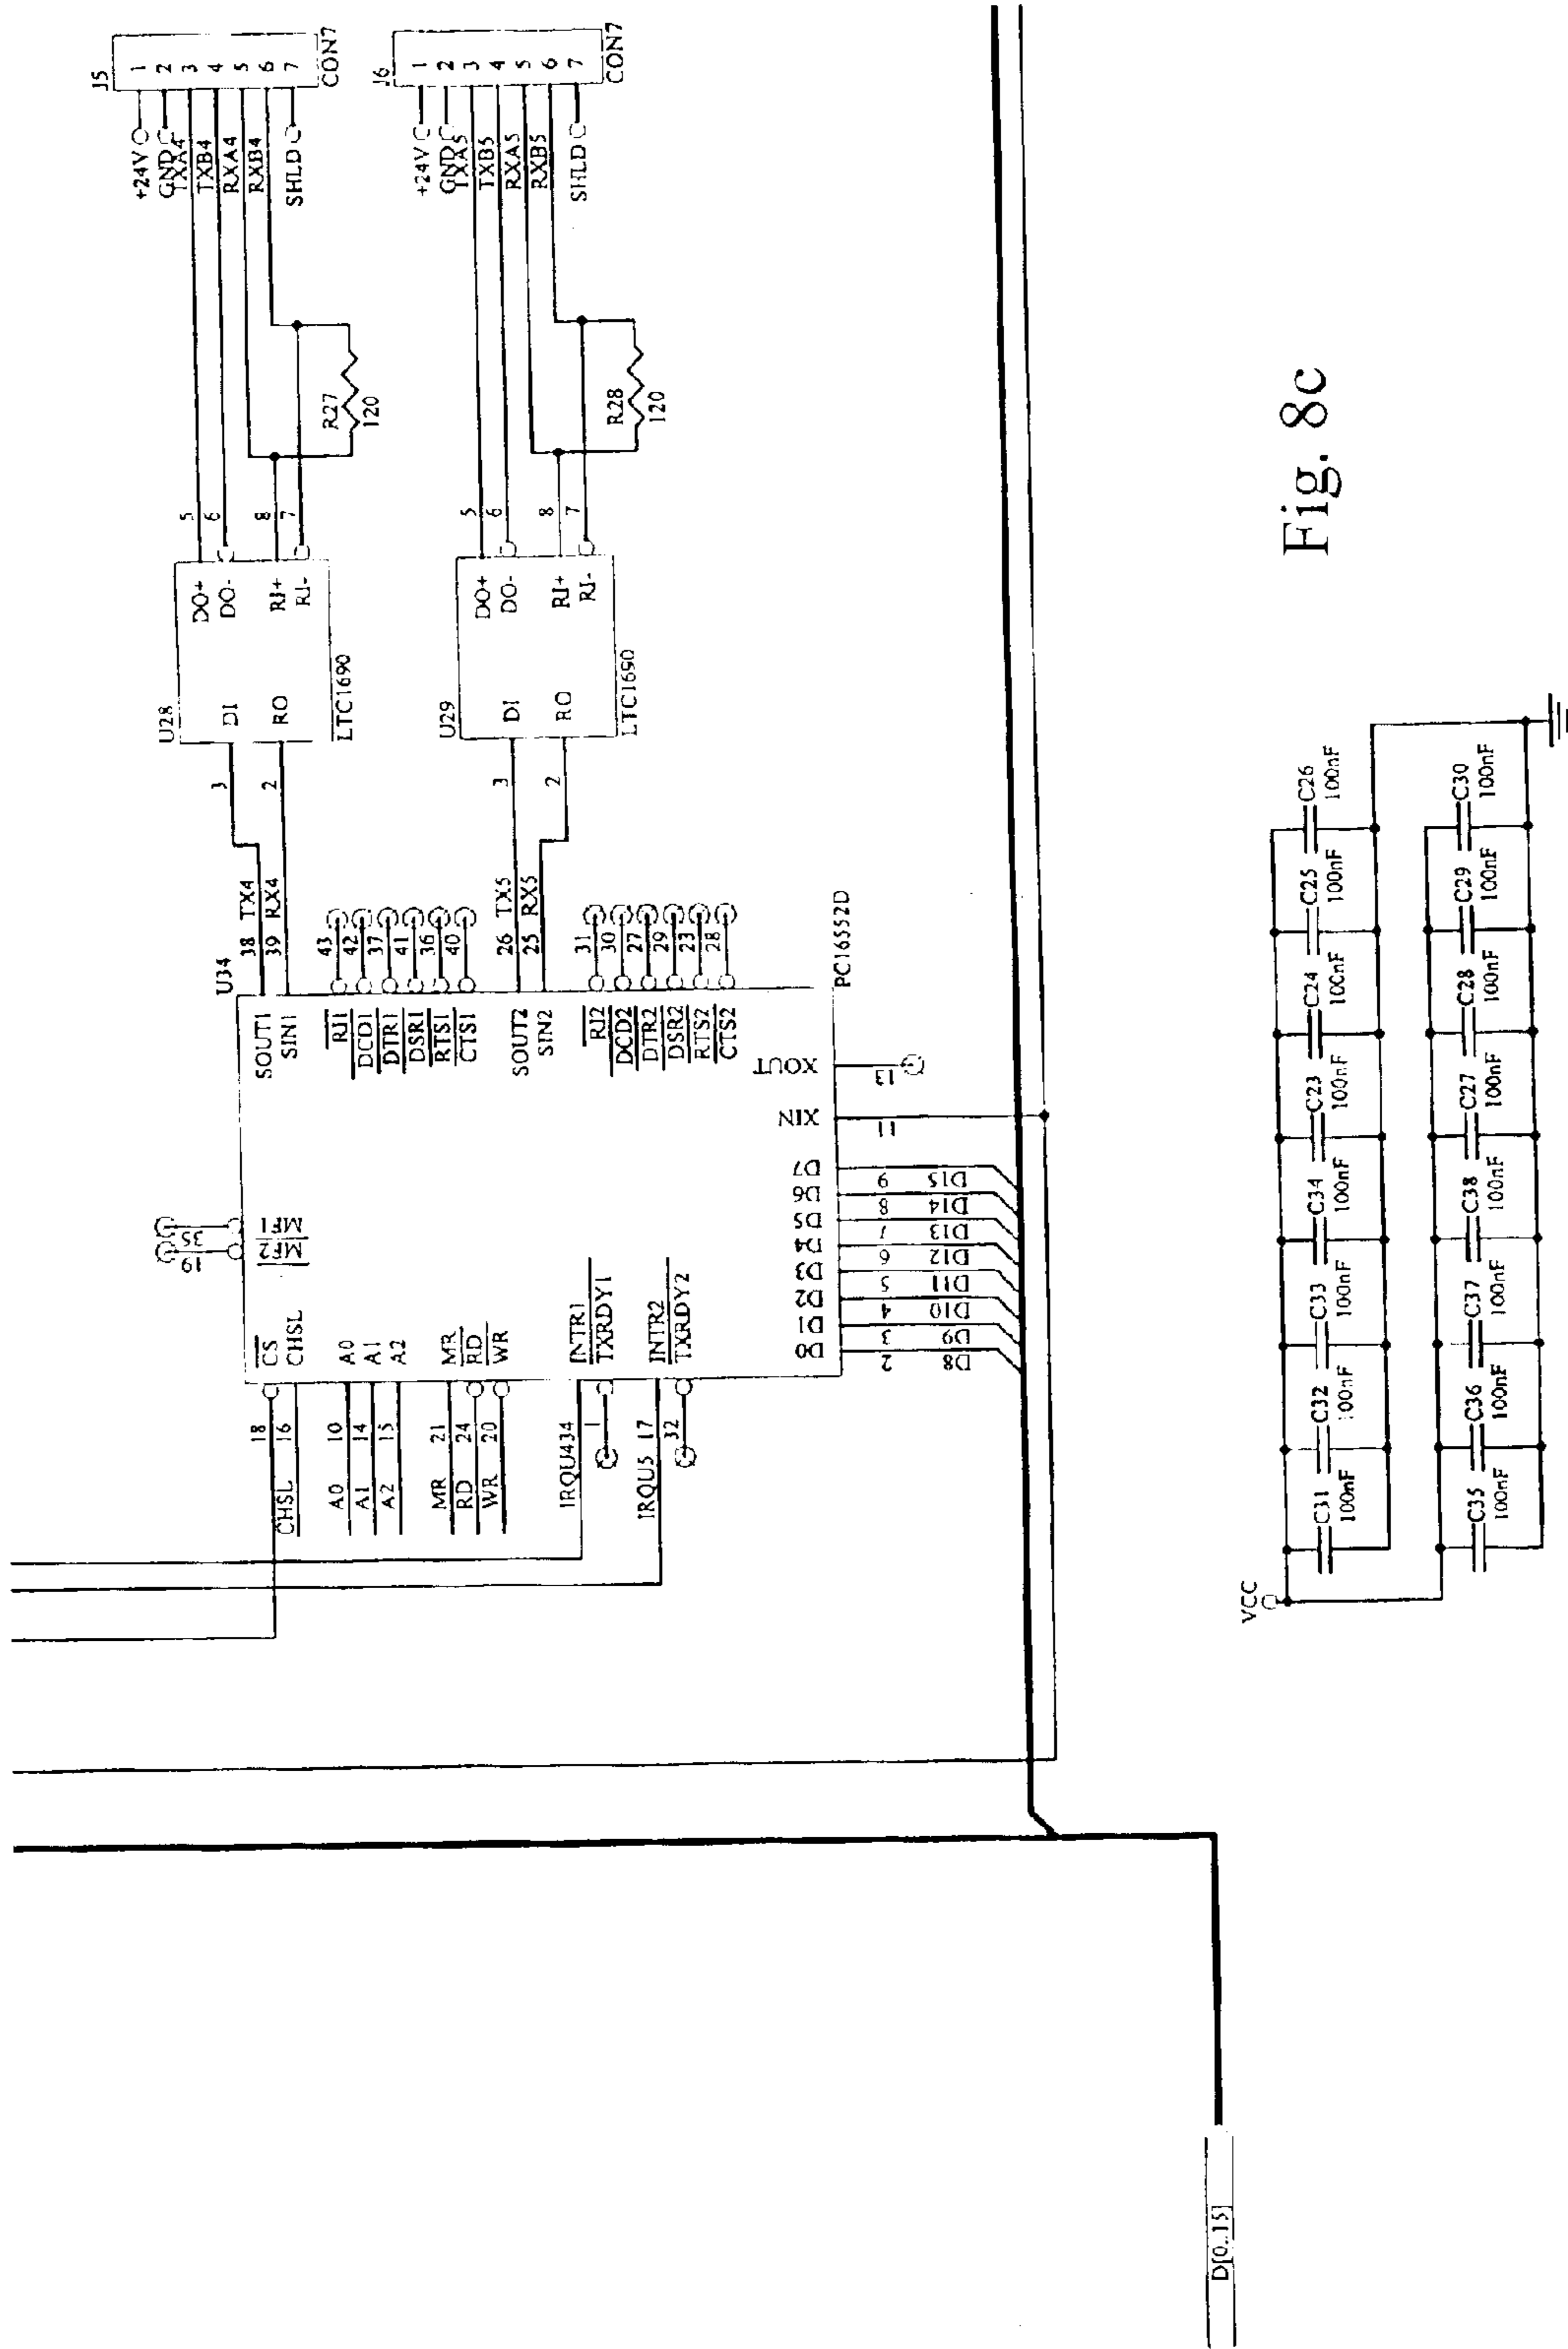 J5
+24V
GND
TXA4
TXB4
RXA4
RXB4
SHLD
1
2
3
4
5
6
7
CON7
J6
+24V
GND
TXA5
TXB5
RXA5
RXB5
SHLD
1
2
3
4
5
6
7
CON7
R27
120
R28
120
U28
DI
RO
DO+
DO-
RI+
RI-
3
2
5
6
8
7
LTC1690
U29
DI
RO
DO+
DO-
RI+
RI-
3
2
5
6
8
7
LTC1690
U34
38 TX4
39 RX4
43
42
37
41
36
40
26 TX5
25 RX5
31
30
27
29
23
28
SOUT1
SIN1
RI1
DCD1
DTR1
DSR1
RTS1
CTS1
SOUT2
SIN2
RI2
DCD2
DTR2
DSR2
RTS2
CTS2
PC16552D
MF2
MF1
19
35
CS
CHSL
A0
A1
A2
MR
RD
WR
INTR1
TXRDY1
INTR2
TXRDY2
18
CHSL 16
A0 10
A1 14
A2 15
MR 21
RD 24
WR 20
IRQU434
1
IRQU5 17
32
D0
D1
D2
D3
D4
D5
D6
D7
XIN
XOUT
2
3
4
5
6
7
8
9
11
13
D8
D9
D10
D11
D12
D13
D14
D15
D[0..15]
VCC
C31
100nF
C32
100nF
C33
100nF
C34
100nF
C23
100nF
C24
100nF
C25
100nF
C26
100nF
C35
100nF
C36
100nF
C37
100nF
C38
100nF
C27
100nF
C28
100nF
C29
100nF
C30
100nF
Fig. 8c